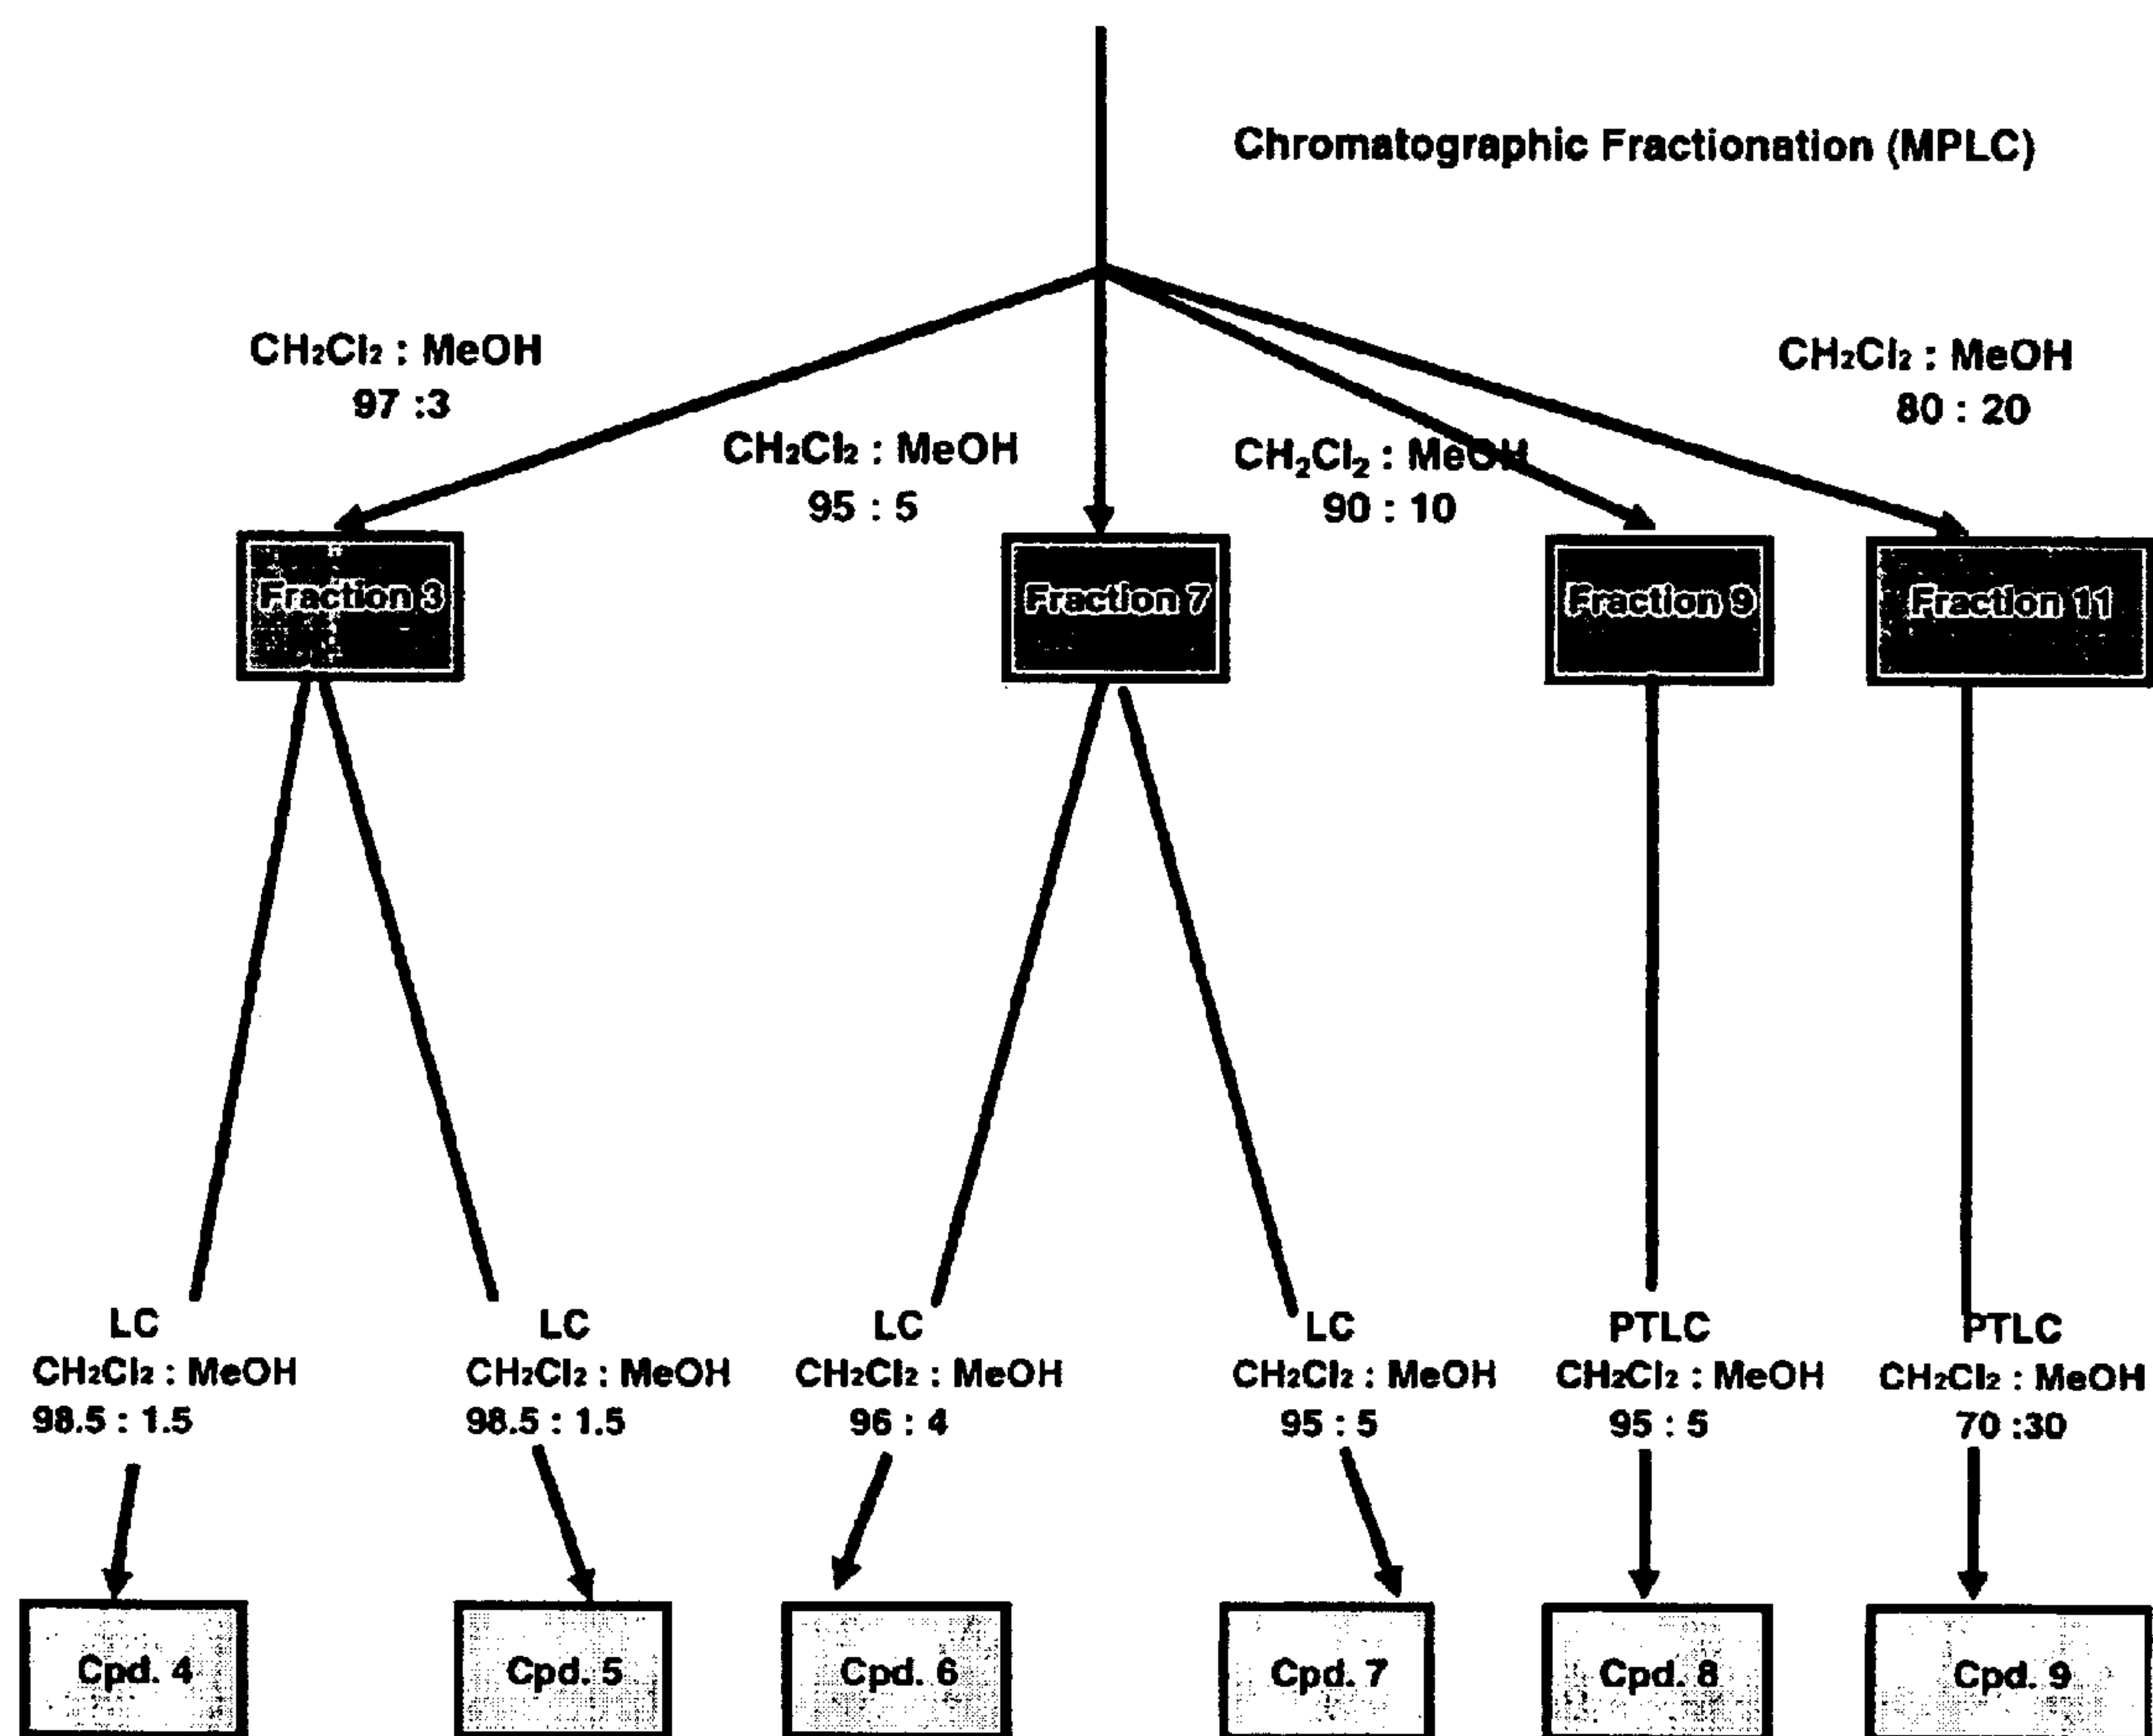 Chromatographic Fractionation (MPLC)
CH₂Cl₂ : MeOH
97 :3
CH₂Cl₂ : MeOH
80 : 20
CH₂Cl₂ : MeOH
95 : 5
CH₂Cl₂ : MeOH
90 : 10
Fraction 3
Fraction 7
Fraction 9
Fraction 11
LC
CH₂Cl₂ : MeOH
98.5 : 1.5
LC
CH₂Cl₂ : MeOH
98.5 : 1.5
LC
CH₂Cl₂ : MeOH
96 : 4
LC
CH₂Cl₂ : MeOH
95 : 5
PTLC
CH₂Cl₂ : MeOH
95 : 5
PTLC
CH₂Cl₂ : MeOH
70 :30
Cpd. 4
Cpd. 5
Cpd. 6
Cpd. 7
Cpd. 8
Cpd. 9